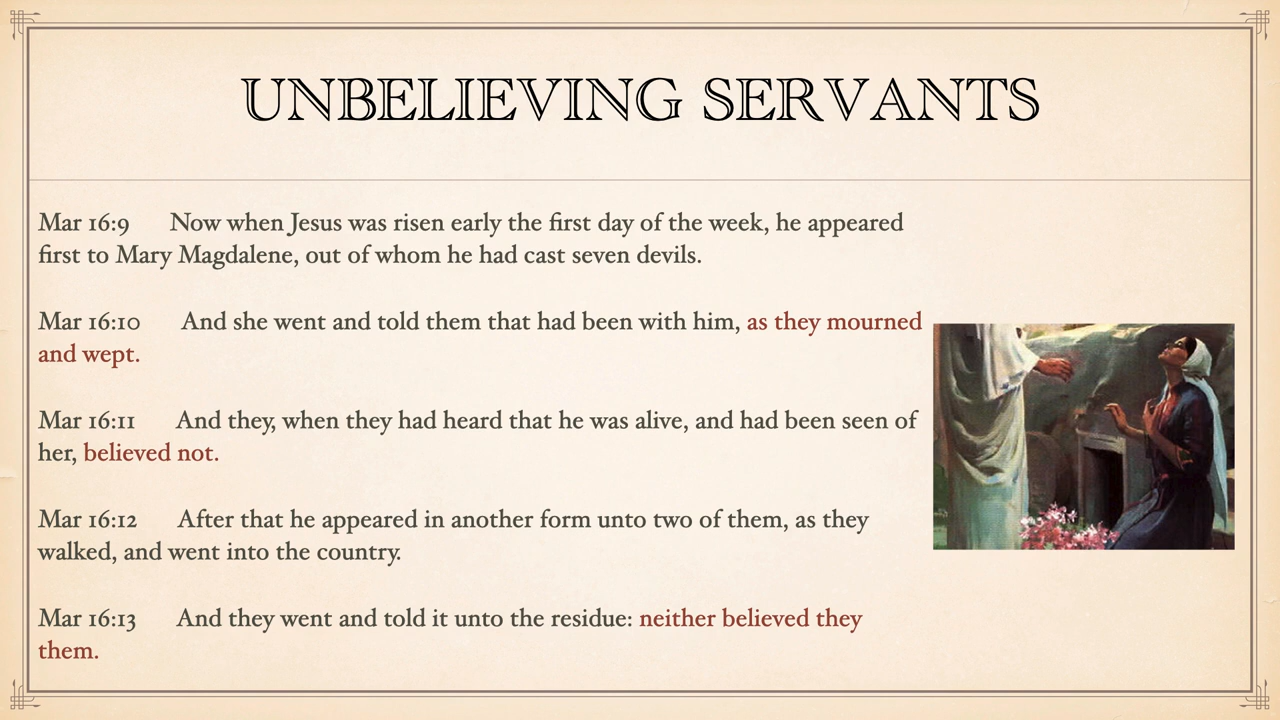 UNBELIEVING SERVANTS
Mar 16:9 Now when Jesus was risen early the first day of the week, he appeared
first to Mary Magdalene, out of whom he had cast seven devils.
Mar 16:10 And she went and told them that had been with him, as they mourned
and wept.
Mar 16:11 And they, when they had heard that he was alive, and had been seen of
her, believed not.
Mar 16:12 After that he appeared in another form unto two of them, as they
walked, and went into the country.
Mar 16:13 And they went and told it unto the residue: neither believed they
them.